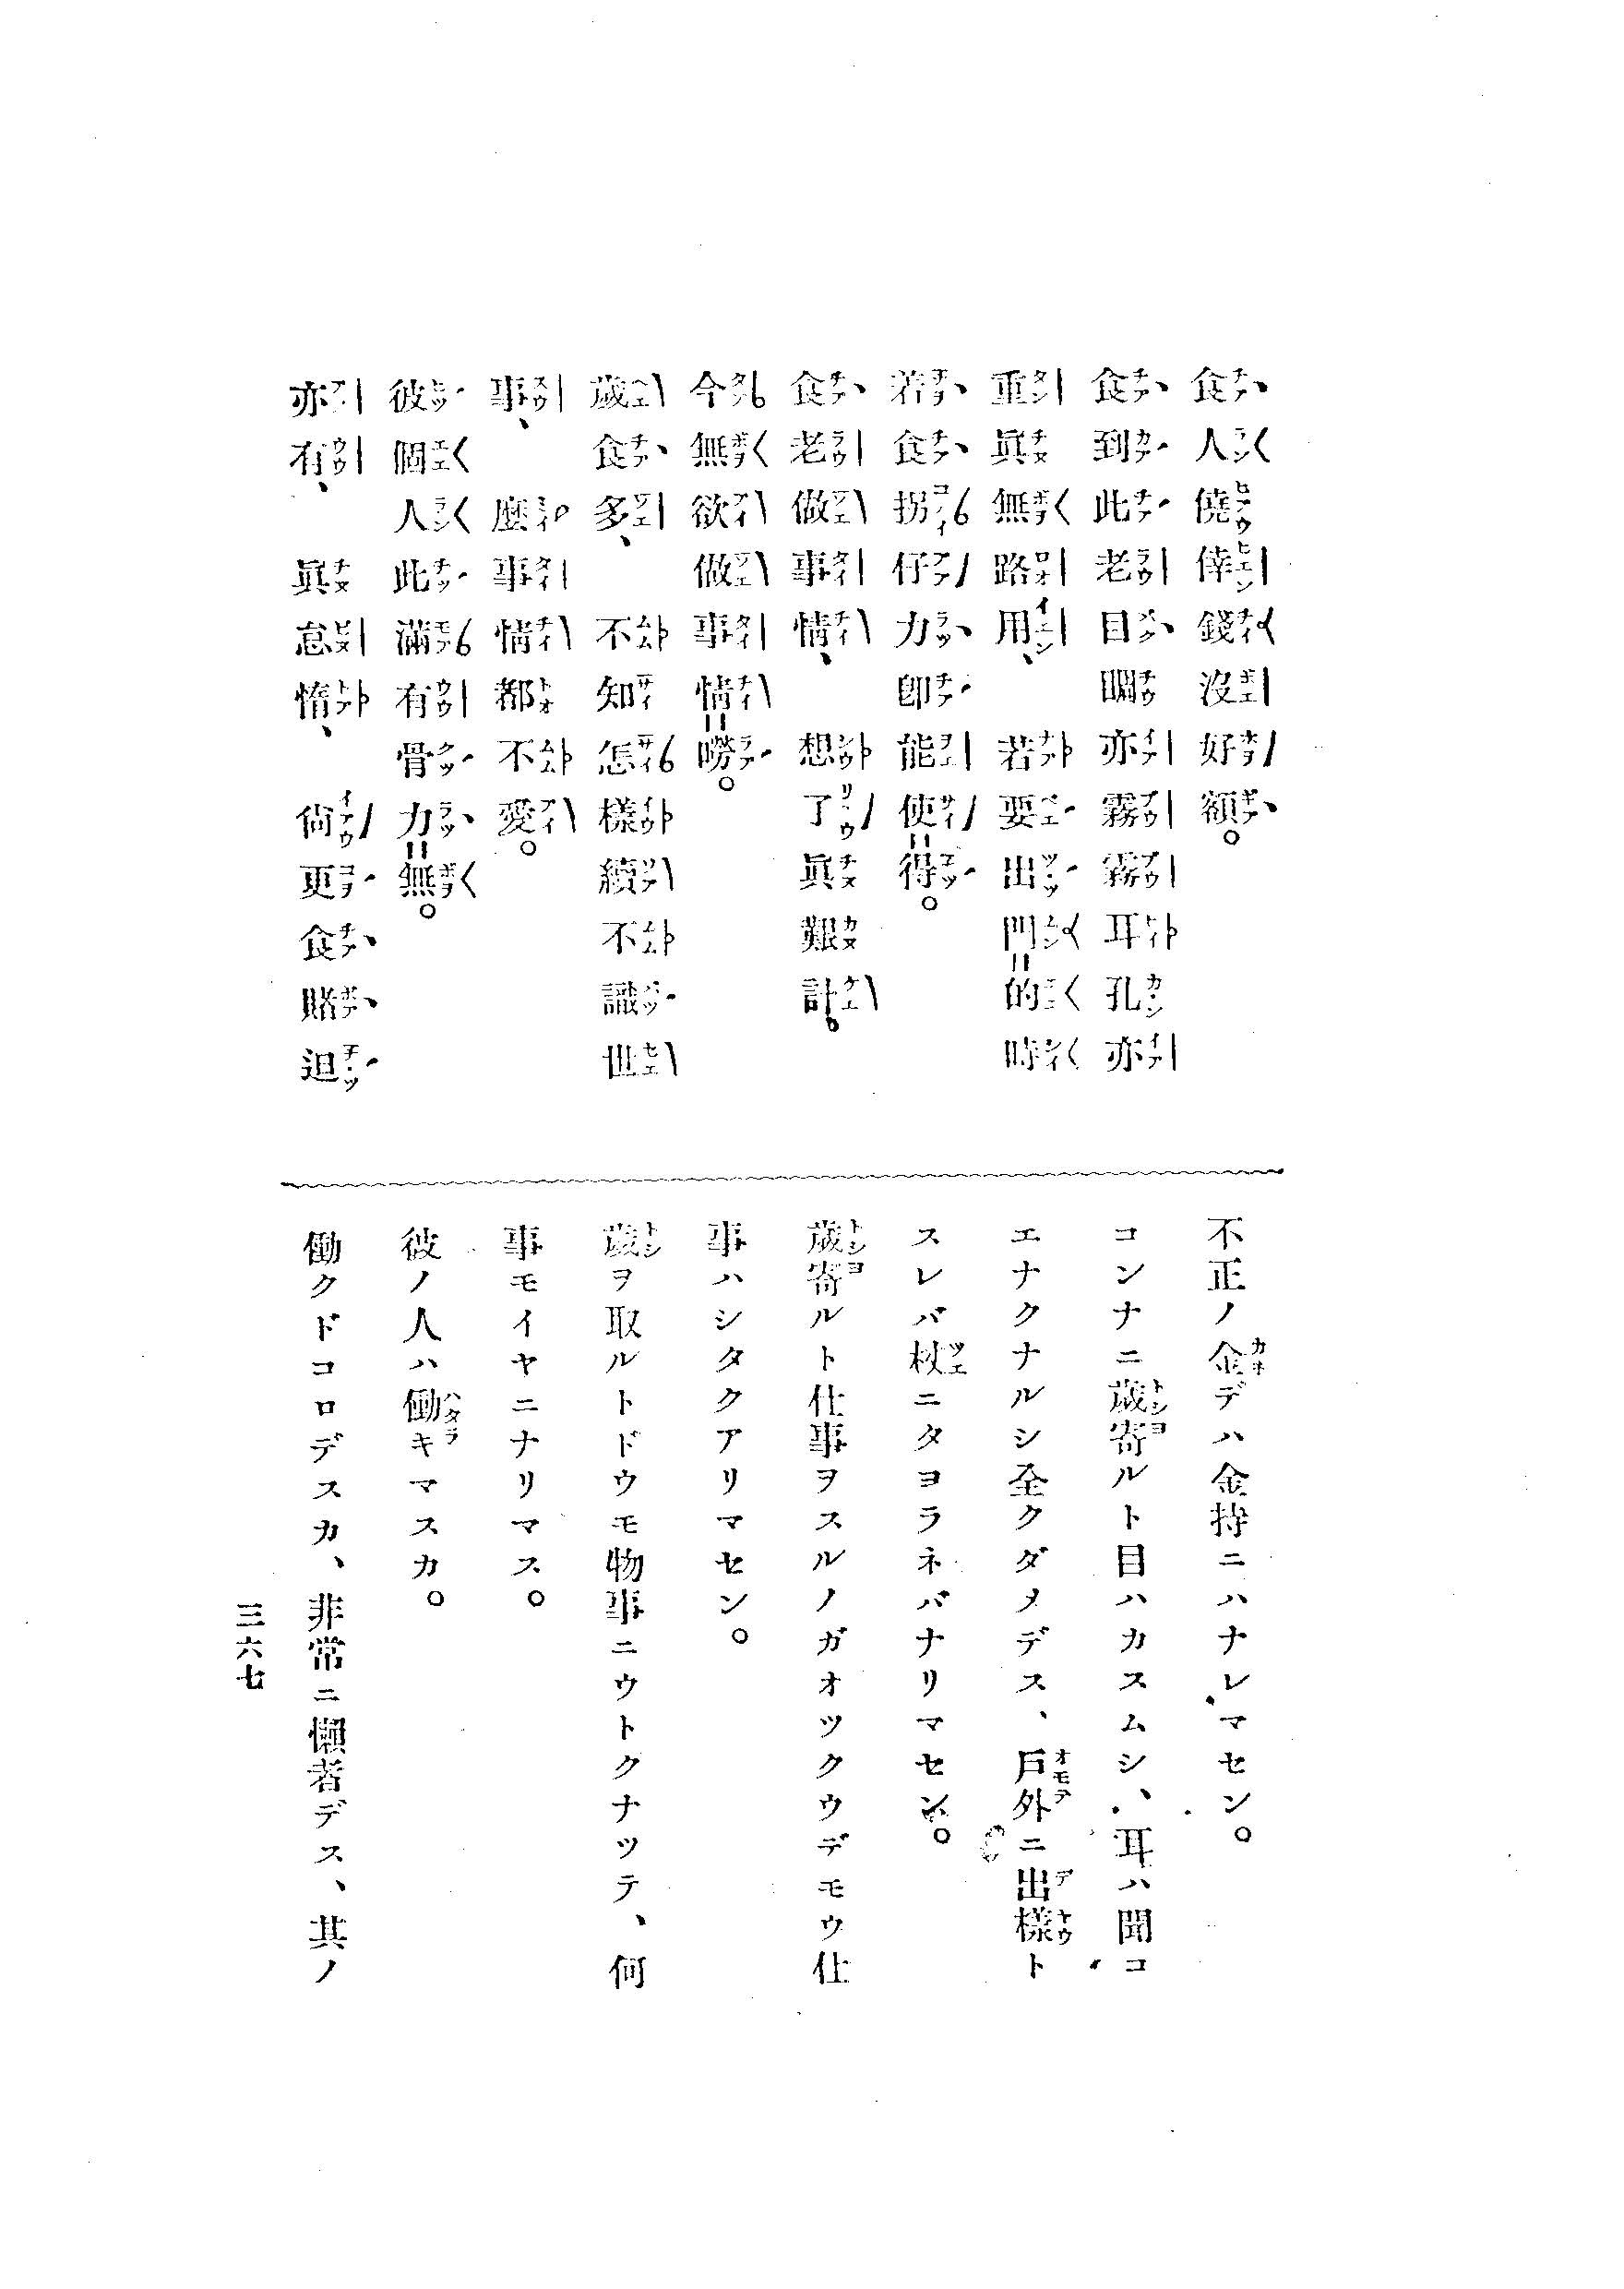 食人僥倖錢沒好額。
食到此老目瞯亦霧霧耳孔亦
重眞無路用、若要出門＝的時
若食拐仔力卽能使＝得。
食老做事情、想了眞艱計。
今無欲做事情＝嘮。
歲食多、不知怎樣續不識世
事、麼事情都不愛。
彼個人此滿有骨力＝無。
亦有、眞怠惰、尙更食賭迌
不正ノ金デハ金持ニハナレマセン。
コンナニ歲寄ルト目ハカスムシ、耳ハ聞コ
エナクナルシ全クダメデス、戶外ニ出樣ト
スレバ杖ニタヨラネバナリマセン。
歲寄ルト仕事ヲスルノガオツクウデモウ仕
事ハシタクアリマセン。
歲ヲ取ルトドウモ物事ニウトクナッテ、何
事モイヤニナリマス。
彼ノ人ハ働キマスカ。
働クドコロデスカ、非常ニ懶者デス、其ノ
三六七